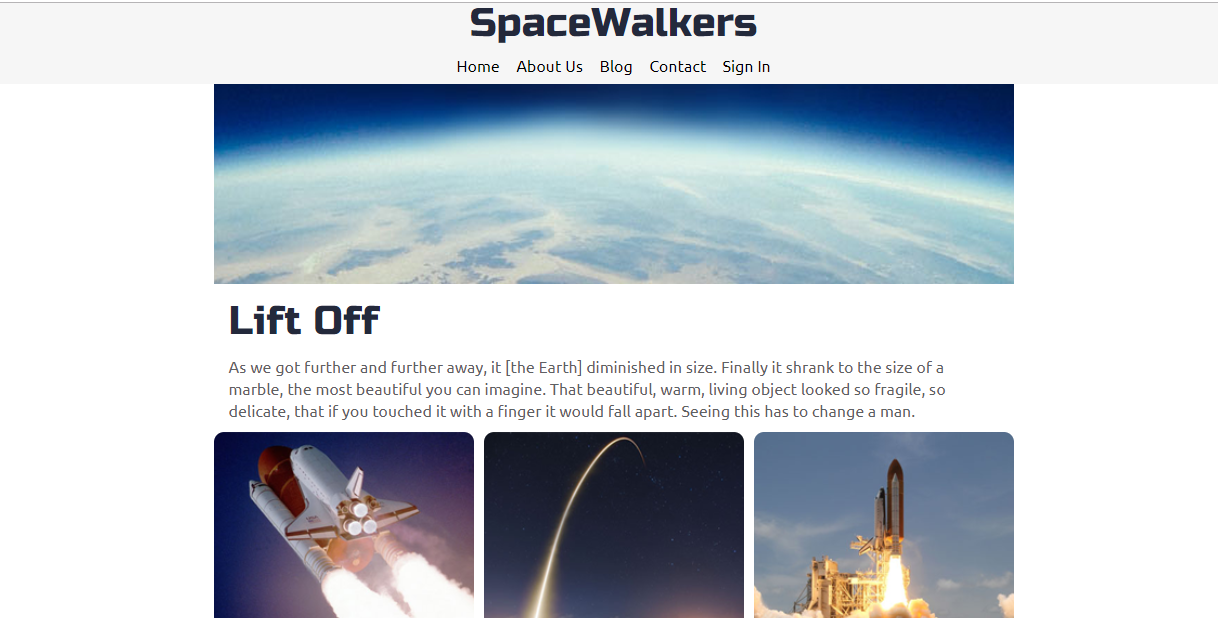 SpaceWalkers
Home About Us Blog Contact Sign In
Lift Off
As we got further and further away, it [the Earth] diminished in size. Finally it shrank to the size of a
marble, the most beautiful you can imagine. That beautiful, warm, living object looked so fragile, so
delicate, that if you touched it with a finger it would fall apart. Seeing this has to change a man.